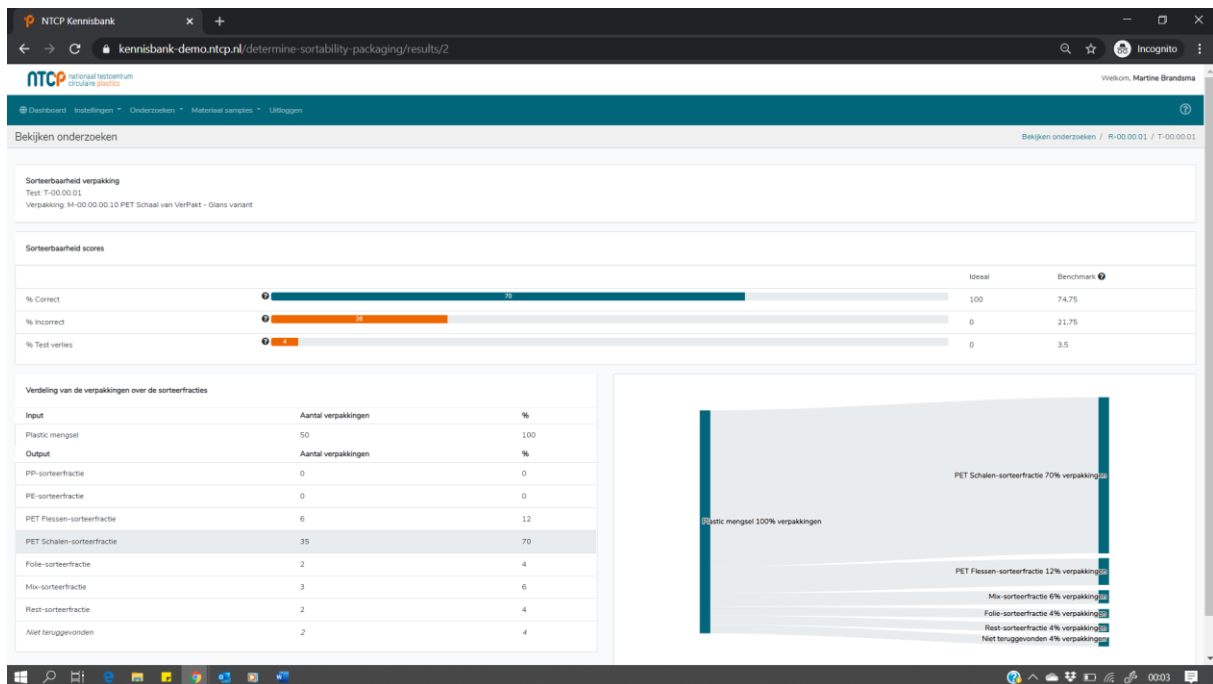 NTCP Kennisbank
kennisbank-demo.ntcp.nl/determine-sortability-packaging/results/2
Incognito
NTCP nationaal testcentrum circulaire plastics
Welkom, Martine Brandsma
Dashboard Instellingen Onderzoeken Materiaal samples Uitloggen
Bekijken onderzoeken
Bekijken onderzoeken / R-00.00.01 / T-00.00.01
Sorteerbaarheid verpakking
Test: T-00.00.01
Verpakking: M-00.00.00.10 PET Schaal van VerPakt - Glans variant
Sorteerbaarheid scores
Ideaal Benchmark
% Correct 70 100 74,75
% Incorrect 26 0 21,75
% Test verlies 4 0 3,5
Verdeling van de verpakkingen over de sorteerfracties
Input Aantal verpakkingen %
Plastic mengsel 50 100
Output Aantal verpakkingen %
PP-sorteerfractie 0 0
PE-sorteerfractie 0 0
PET Flessen-sorteerfractie 6 12
PET Schalen-sorteerfractie 35 70
Folie-sorteerfractie 2 4
Mix-sorteerfractie 3 6
Rest-sorteerfractie 2 4
Niet teruggevonden 2 4
PET Schalen-sorteerfractie 70% verpakkingen
Plastic mengsel 100% verpakkingen
PET Flessen-sorteerfractie 12% verpakkingen
Mix-sorteerfractie 6% verpakkingen
Folie-sorteerfractie 4% verpakkingen
Rest-sorteerfractie 4% verpakkingen
Niet teruggevonden 4% verpakkingen
00:03